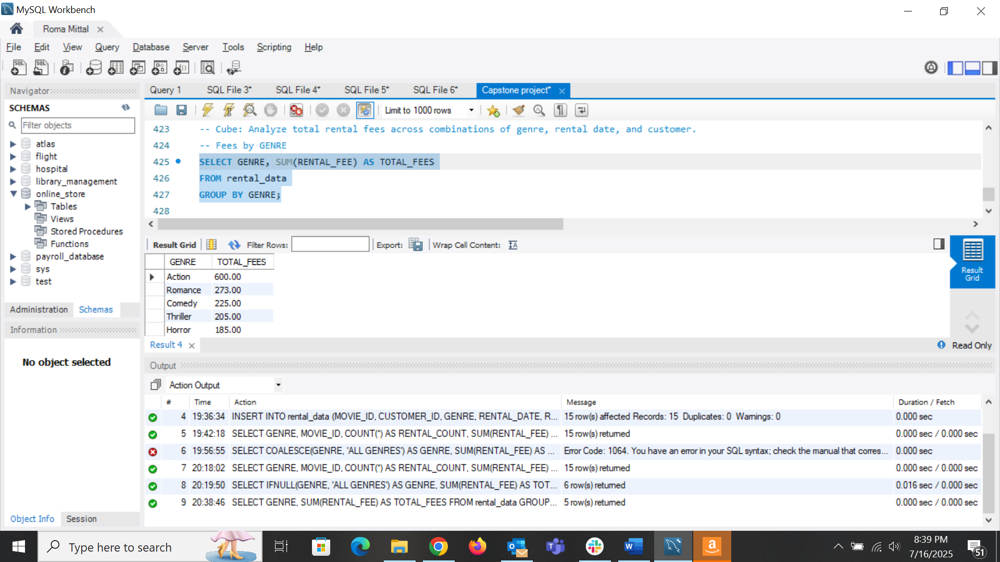 MySQL Workbench
Roma Mittal
File Edit View Query Database Server Tools Scripting Help
Navigator
SCHEMAS
Filter objects
atlas
flight
hospital
library_management
online_store
Tables
Views
Stored Procedures
Functions
payroll_database
sys
test
Administration Schemas
Information
No object selected
Object Info Session
Query 1 SQL File 3* SQL File 4* SQL File 5* SQL File 6* Capstone project*
Limit to 1000 rows
423 -- Cube: Analyze total rental fees across combinations of genre, rental date, and customer.
424 -- Fees by GENRE
425 SELECT GENRE, SUM(RENTAL_FEE) AS TOTAL_FEES
426 FROM rental_data
427 GROUP BY GENRE;
428
Result Grid Filter Rows: Export: Wrap Cell Content:
GENRE TOTAL_FEES
Action 600.00
Romance 273.00
Comedy 225.00
Thriller 205.00
Horror 185.00
Result Grid
Result 4
Read Only
Output
Action Output
# Time Action Message Duration / Fetch
4 19:36:34 INSERT INTO rental_data (MOVIE_ID, CUSTOMER_ID, GENRE, RENTAL_DATE, R... 15 row(s) affected Records: 15 Duplicates: 0 Warnings: 0 0.000 sec
5 19:42:18 SELECT GENRE, MOVIE_ID, COUNT(*) AS RENTAL_COUNT, SUM(RENTAL_FEE) ... 15 row(s) returned 0.000 sec / 0.000 sec
6 19:56:55 SELECT COALESCE(GENRE, 'ALL GENRES') AS GENRE, SUM(RENTAL_FEE) AS ... Error Code: 1064. You have an error in your SQL syntax; check the manual that corres... 0.000 sec
7 20:18:02 SELECT GENRE, MOVIE_ID, COUNT(*) AS RENTAL_COUNT, SUM(RENTAL_FEE) ... 15 row(s) returned 0.000 sec / 0.000 sec
8 20:19:50 SELECT IFNULL(GENRE, 'ALL GENRES') AS GENRE, SUM(RENTAL_FEE) AS TOT... 6 row(s) returned 0.016 sec / 0.000 sec
9 20:38:46 SELECT GENRE, SUM(RENTAL_FEE) AS TOTAL_FEES FROM rental_data GROUP... 5 row(s) returned 0.000 sec / 0.000 sec
Type here to search
8:39 PM
7/16/2025
51